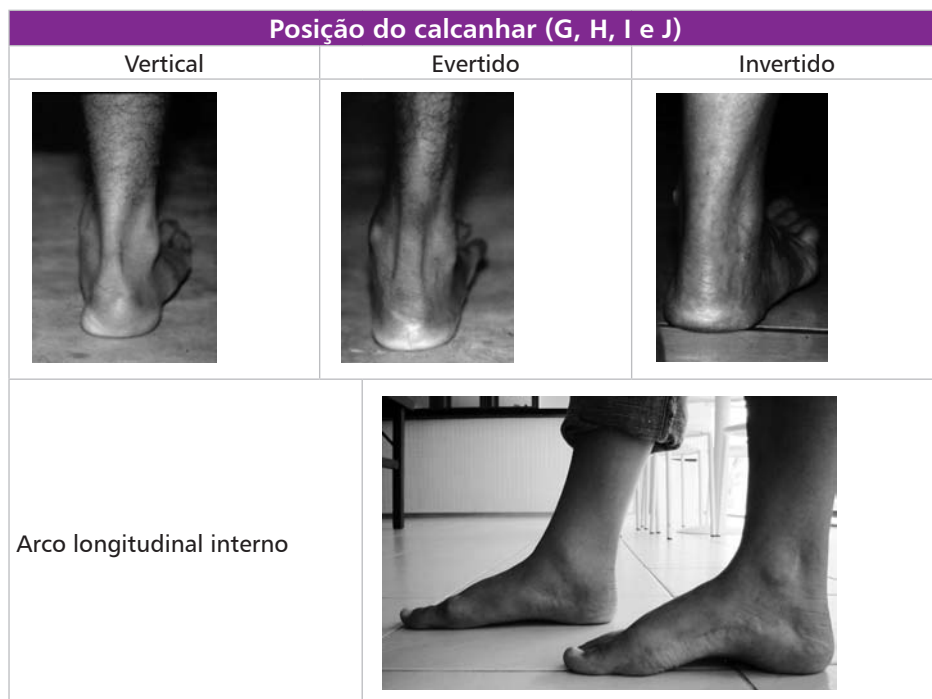 Posição do calcanhar (G, H, I e J)
Vertical
Evertido
Invertido
Arco longitudinal interno